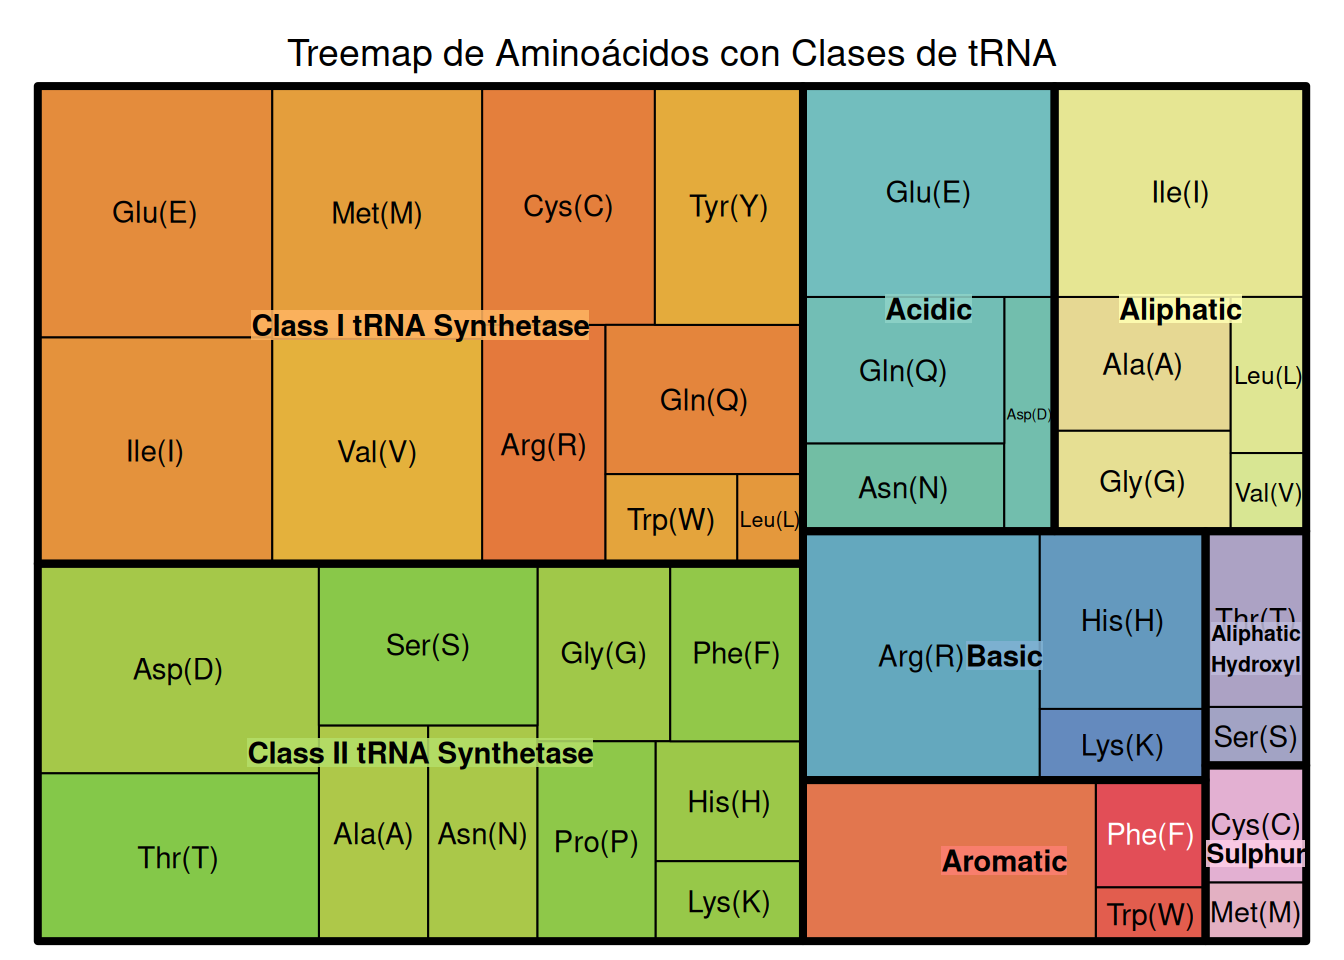 Treemap de Aminoácidos con Clases de tRNA
Glu(E)
Met(M)
Cys(C)
Tyr(Y)
Class I tRNA Synthetase
Ile(I)
Val(V)
Arg(R)
Gln(Q)
Trp(W)
Leu(L)
Asp(D)
Ser(S)
Gly(G)
Phe(F)
Class II tRNA Synthetase
Thr(T)
Ala(A)
Asn(N)
Pro(P)
His(H)
Lys(K)
Glu(E)
Acidic
Gln(Q)
Asp(D)
Asn(N)
Ile(I)
Aliphatic
Ala(A)
Leu(L)
Gly(G)
Val(V)
Arg(R)
Basic
His(H)
Lys(K)
Thr(T)
Aliphatic
Hydroxyl
Ser(S)
Aromatic
Phe(F)
Trp(W)
Cys(C)
Sulphur
Met(M)